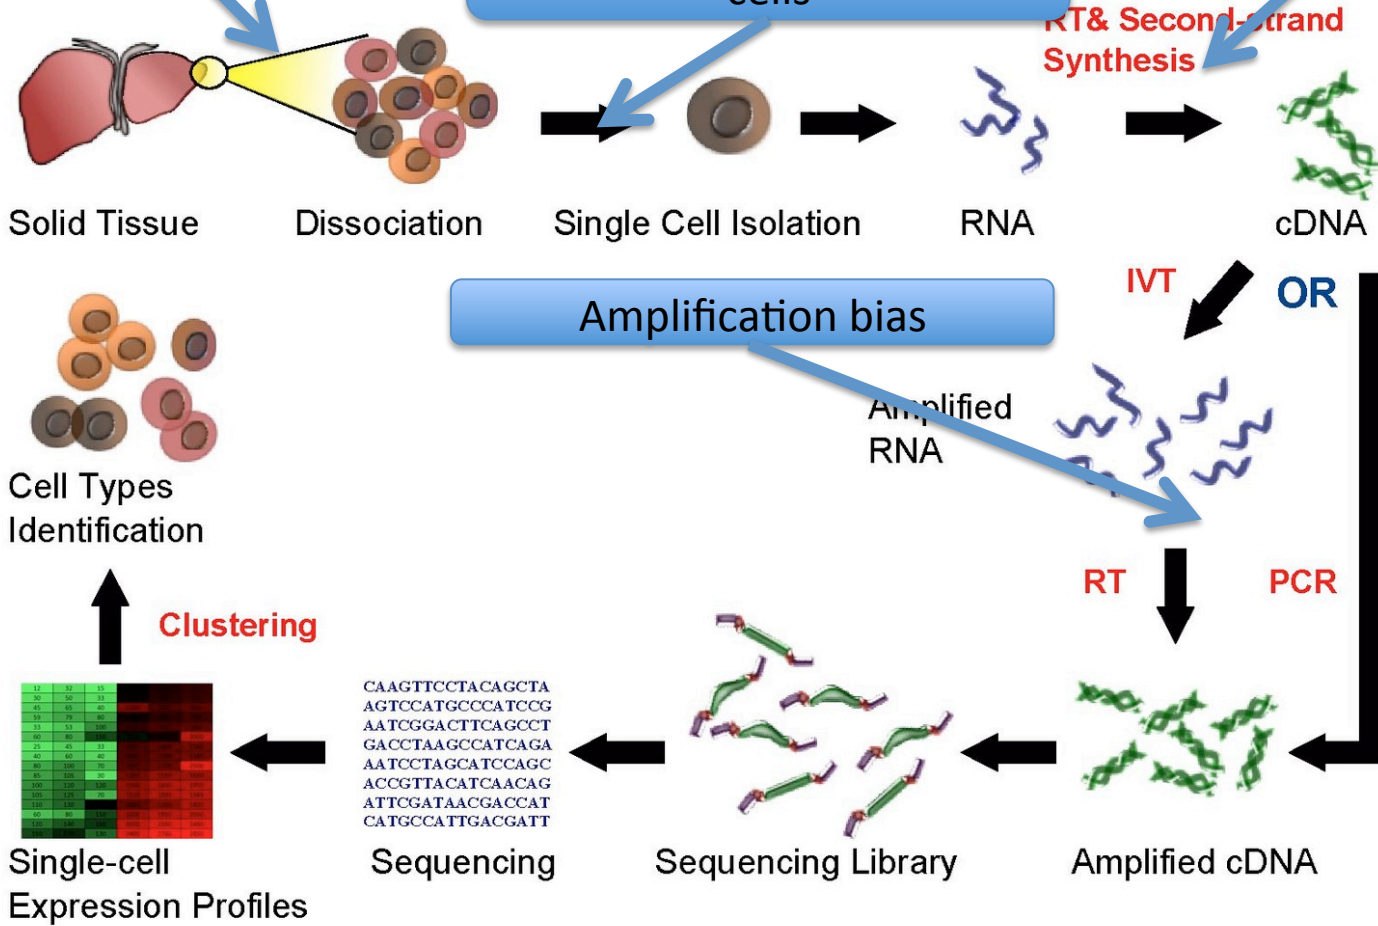 cells
RT& Second-strand
Synthesis
Solid Tissue
Dissociation
Single Cell Isolation
RNA
cDNA
IVT
OR
Amplification bias
Amplified
RNA
Cell Types
Identification
RT
PCR
Clustering
CAAGTTCCTACAGCTA
AGTCCATGCCCATCCG
AATCGGACTTCAGCCT
GACCTAAGCCATCAGA
AATCCTAGCATCCAGC
ACCGTTACATCAACAG
ATTCGATAACGACCAT
CATGCCATTGACGATT
Single-cell
Expression Profiles
Sequencing
Sequencing Library
Amplified cDNA